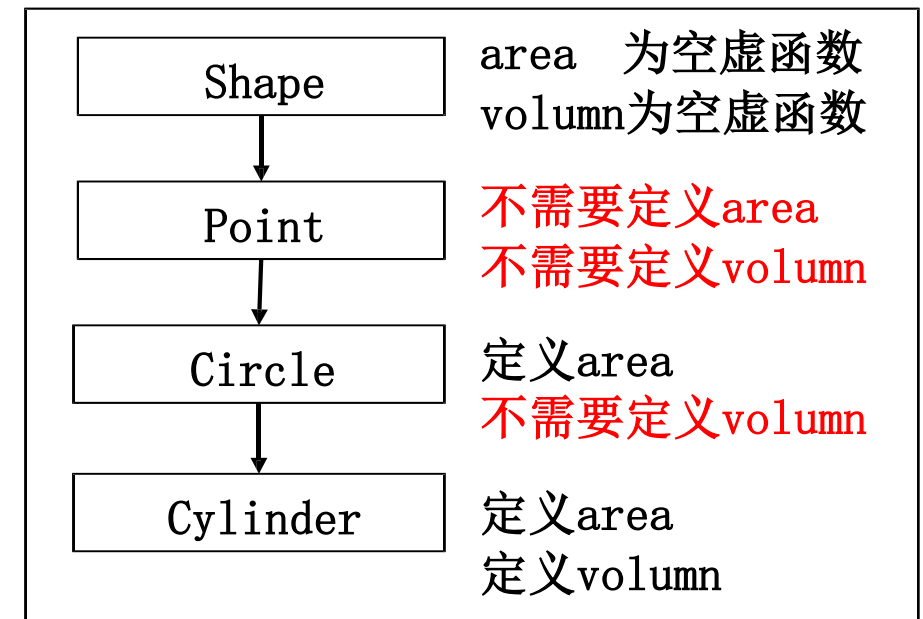 Shape
area 为空虚函数
volumn为空虚函数
Point
不需要定义area
不需要定义volumn
Circle
定义area
不需要定义volumn
Cylinder
定义area
定义volumn